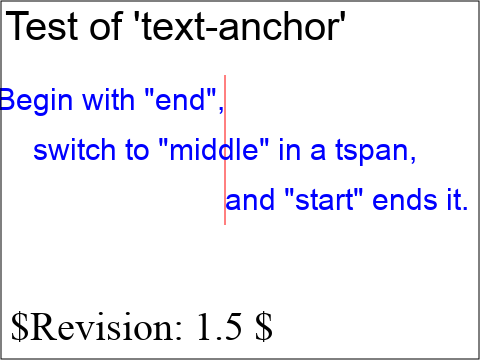 Test of 'text-anchor'
Begin with "end",
switch to "middle" in a tspan,
and "start" ends it.
$Revision: 1.5 $